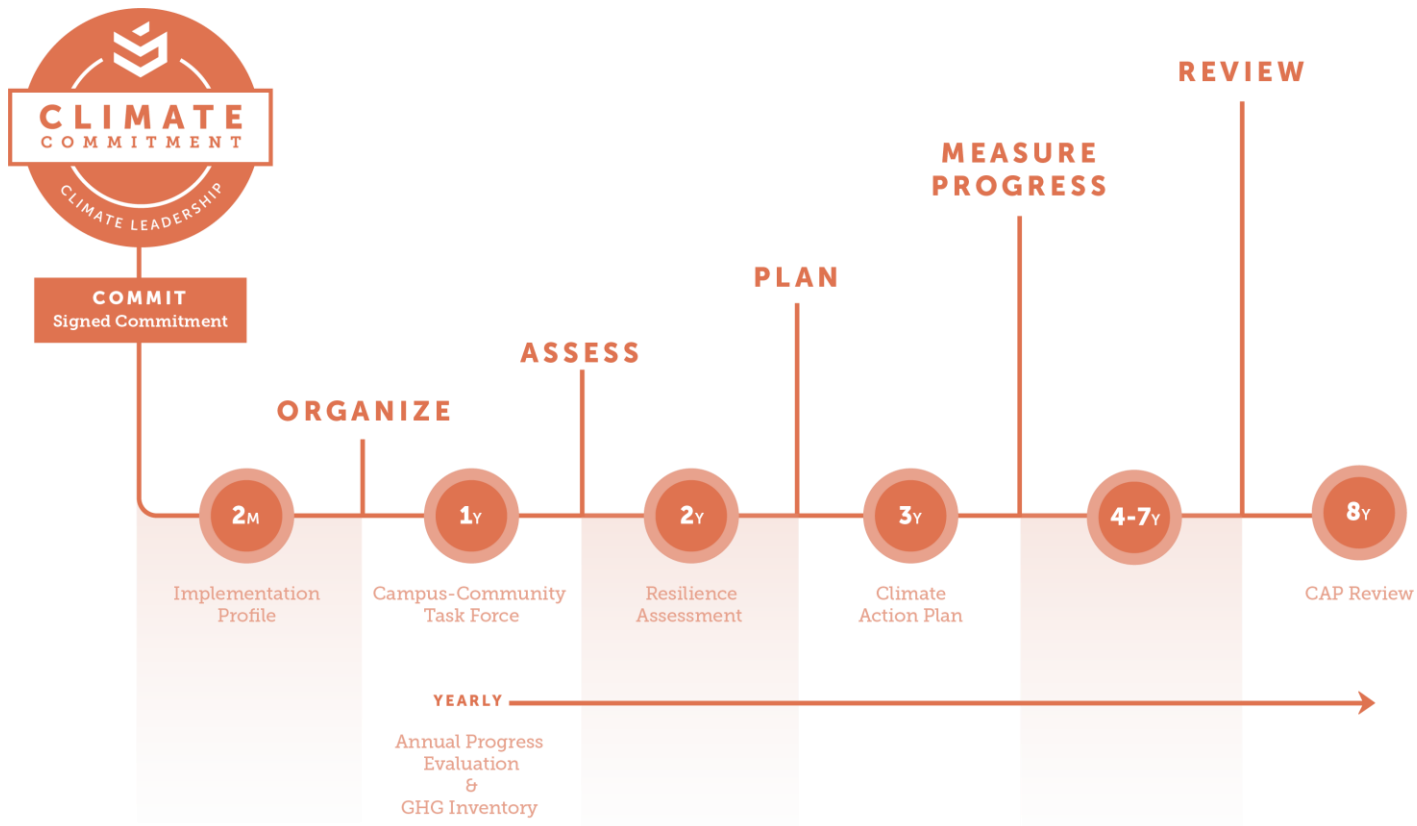 CLIMATE
COMMITMENT
CLIMATE LEADERSHIP
COMMIT
Signed Commitment
ORGANIZE
ASSESS
PLAN
MEASURE
PROGRESS
REVIEW
2M
1Y
2Y
3Y
4-7Y
8Y
Implementation
Profile
Campus-Community
Task Force
Resilience
Assessment
Climate
Action Plan
CAP Review
YEARLY
Annual Progress
Evaluation
&
GHG Inventory